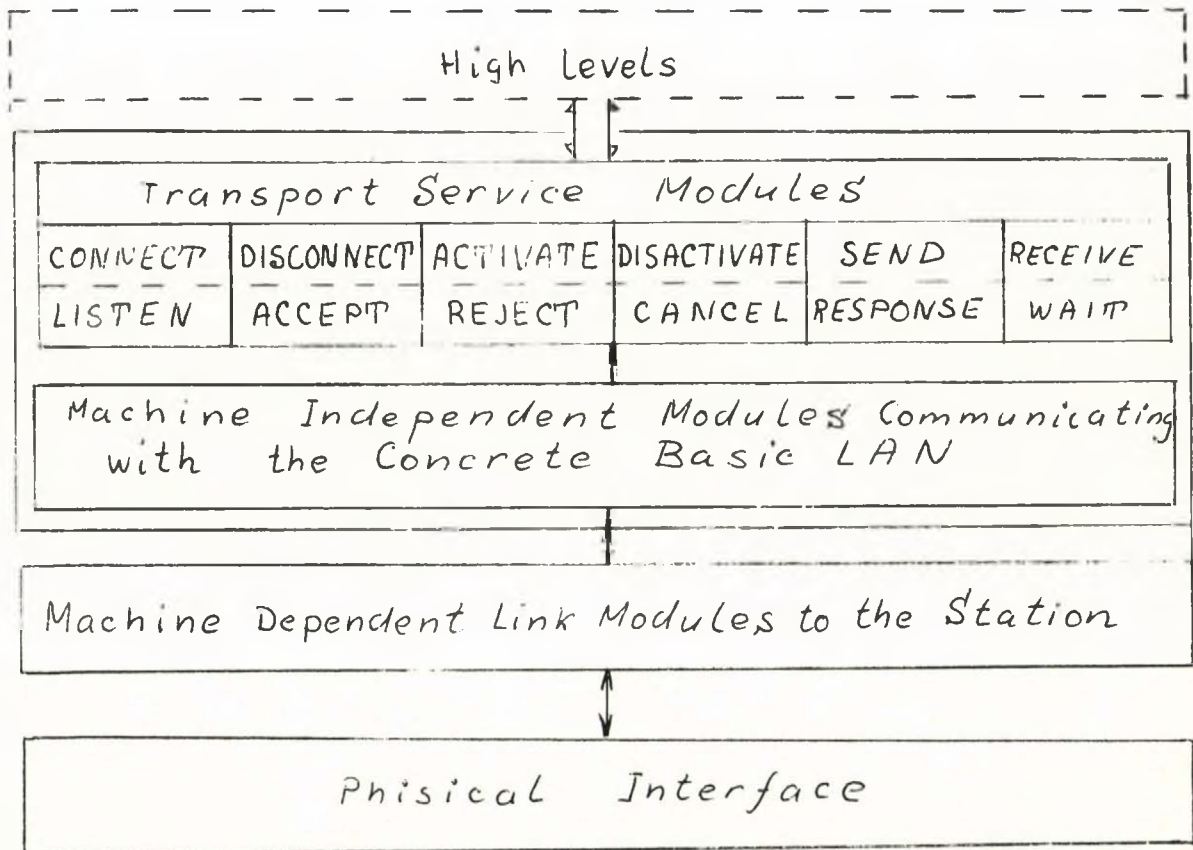 High Levels
Transport Service Modules
CONNECT DISCONNECT ACTIVATE DISACTIVATE SEND RECEIVE
LISTEN ACCEPT REJECT CANCEL RESPONSE WAIT
Machine Independent Modules Communicating
with the Concrete Basic LAN
Machine Dependent Link Modules to the Station
Phisical Interface